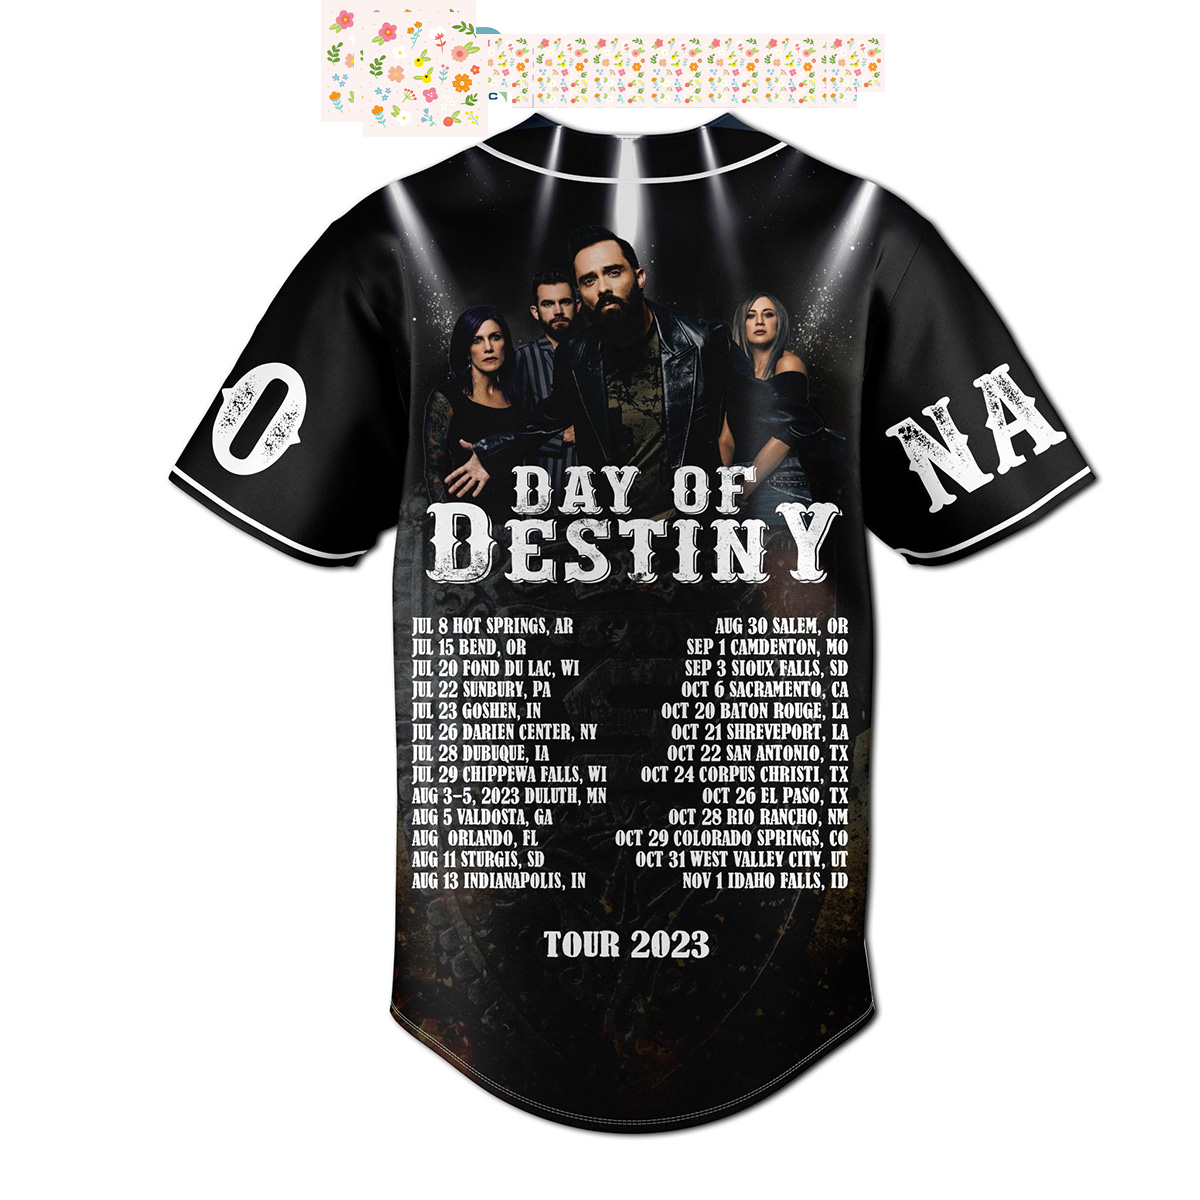 C
O
NA
DAY OF
DESTINY
JUL 8 HOT SPRINGS, AR
JUL 15 BEND, OR
JUL 20 FOND DU LAC, WI
JUL 22 SUNBURY, PA
JUL 23 GOSHEN, IN
JUL 26 DARIEN CENTER, NY
JUL 28 DUBUQUE, IA
JUL 29 CHIPPEWA FALLS, WI
AUG 3-5, 2023 DULUTH, MN
AUG 5 VALDOSTA, GA
AUG ORLANDO, FL
AUG 11 STURGIS, SD
AUG 13 INDIANAPOLIS, IN
AUG 30 SALEM, OR
SEP 1 CAMDENTON, MO
SEP 3 SIOUX FALLS, SD
OCT 6 SACRAMENTO, CA
OCT 20 BATON ROUGE, LA
OCT 21 SHREVEPORT, LA
OCT 22 SAN ANTONIO, TX
OCT 24 CORPUS CHRISTI, TX
OCT 26 EL PASO, TX
OCT 28 RIO RANCHO, NM
OCT 29 COLORADO SPRINGS, CO
OCT 31 WEST VALLEY CITY, UT
NOV 1 IDAHO FALLS, ID
TOUR 2023